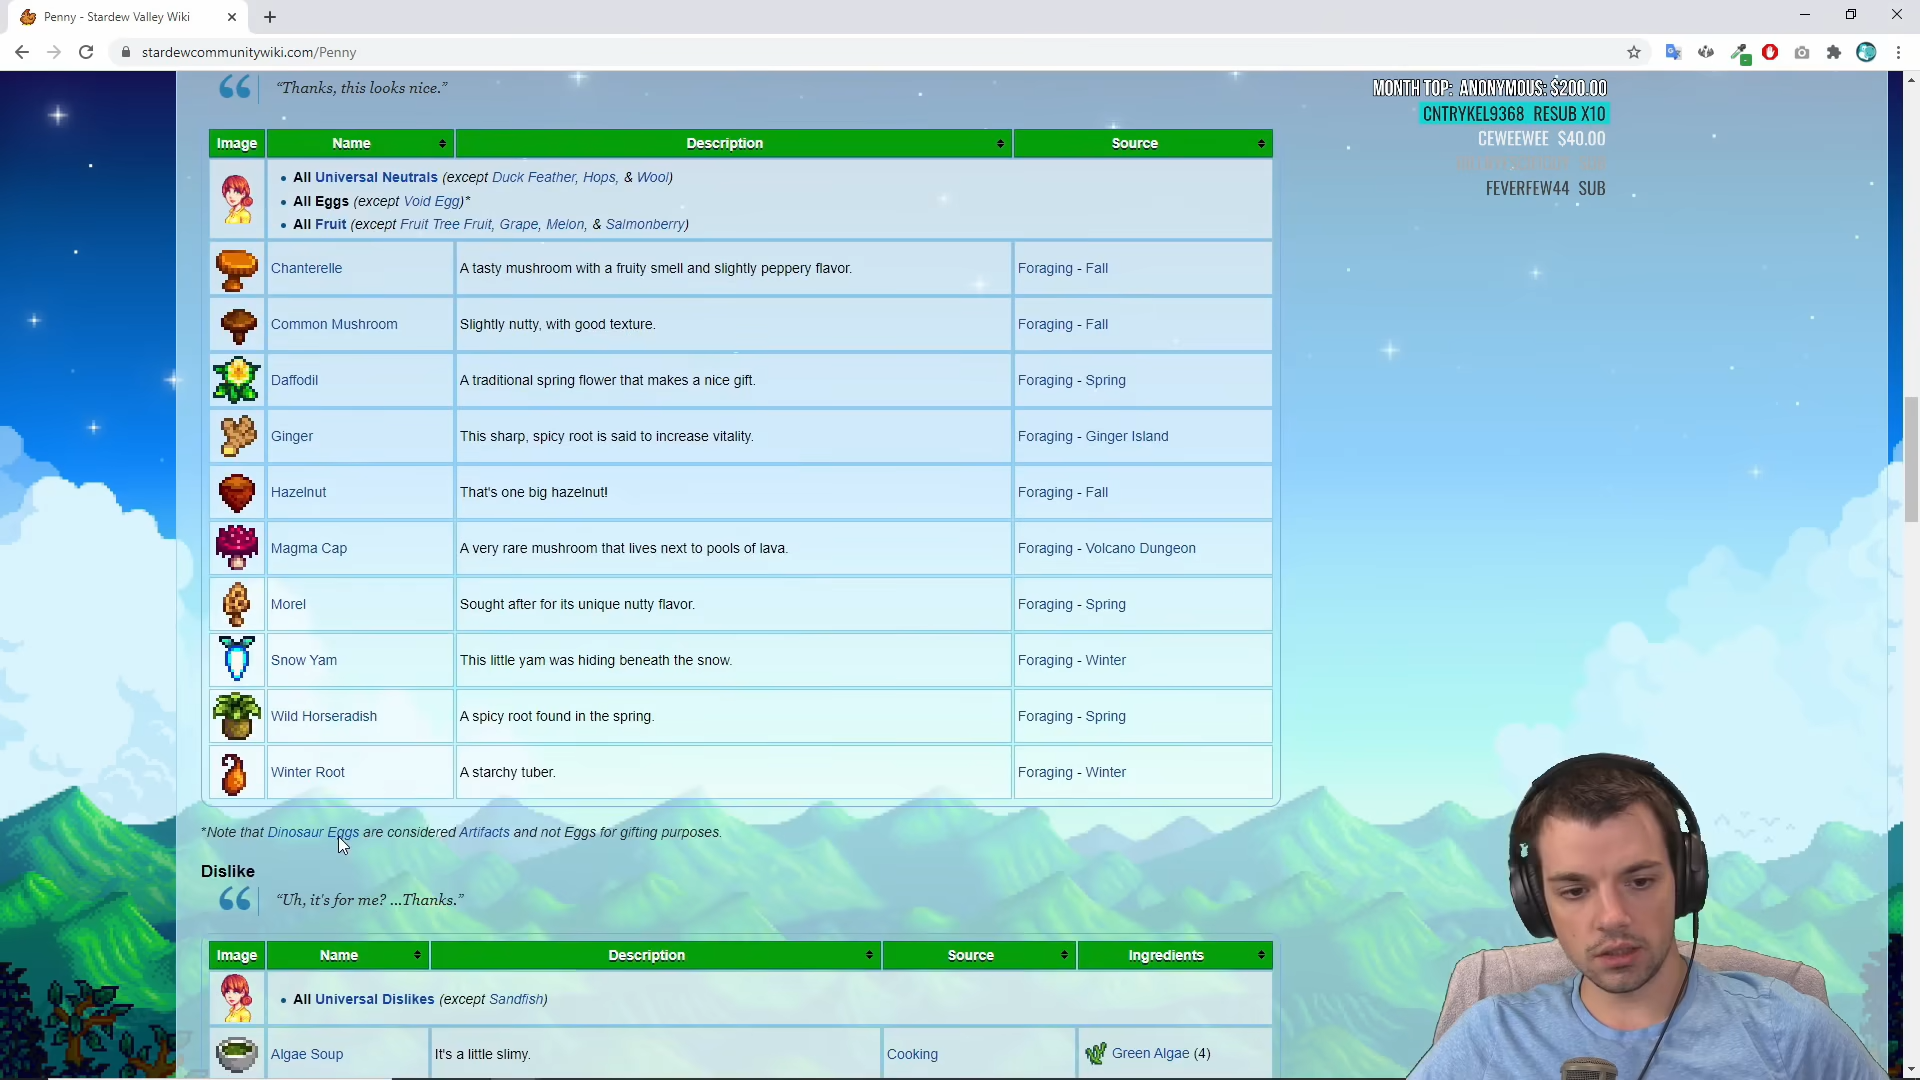 Penny - Stardew Valley Wiki
stardewcommunitywiki.com/Penny
“Thanks, this looks nice.”
MONTH TOP: ANONYMOUS: $200.00
CNTRYKEL9368 RESUB X10
CEWEEWEE $40.00
FEVERFEW44 SUB
Image Name Description Source
• All Universal Neutrals (except Duck Feather, Hops, & Wool)
• All Eggs (except Void Egg)*
• All Fruit (except Fruit Tree Fruit, Grape, Melon, & Salmonberry)
Chanterelle A tasty mushroom with a fruity smell and slightly peppery flavor. Foraging - Fall
Common Mushroom Slightly nutty, with good texture. Foraging - Fall
Daffodil A traditional spring flower that makes a nice gift. Foraging - Spring
Ginger This sharp, spicy root is said to increase vitality. Foraging - Ginger Island
Hazelnut That's one big hazelnut! Foraging - Fall
Magma Cap A very rare mushroom that lives next to pools of lava. Foraging - Volcano Dungeon
Morel Sought after for its unique nutty flavor. Foraging - Spring
Snow Yam This little yam was hiding beneath the snow. Foraging - Winter
Wild Horseradish A spicy root found in the spring. Foraging - Spring
Winter Root A starchy tuber. Foraging - Winter
*Note that Dinosaur Eggs are considered Artifacts and not Eggs for gifting purposes.
Dislike
“Uh, it's for me? ...Thanks.”
Image Name Description Source Ingredients
• All Universal Dislikes (except Sandfish)
Algae Soup It's a little slimy. Cooking Green Algae (4)